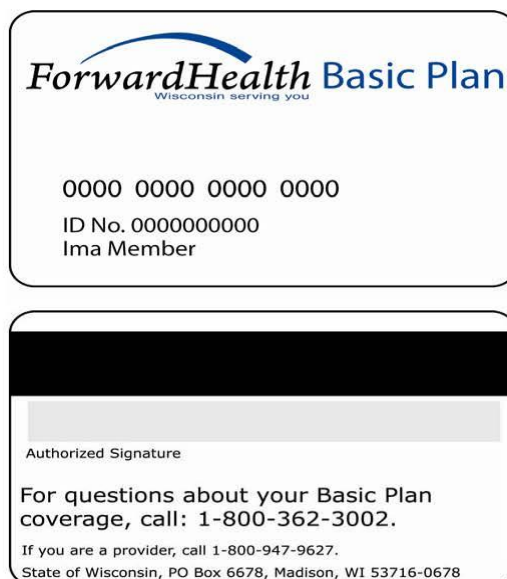 ForwardHealth Basic Plan
Wisconsin serving you
0000 0000 0000 0000
ID No. 0000000000
Ima Member
Authorized Signature
For questions about your Basic Plan
coverage, call: 1-800-362-3002.
If you are a provider, call 1-800-947-9627.
State of Wisconsin, PO Box 6678, Madison, WI 53716-0678